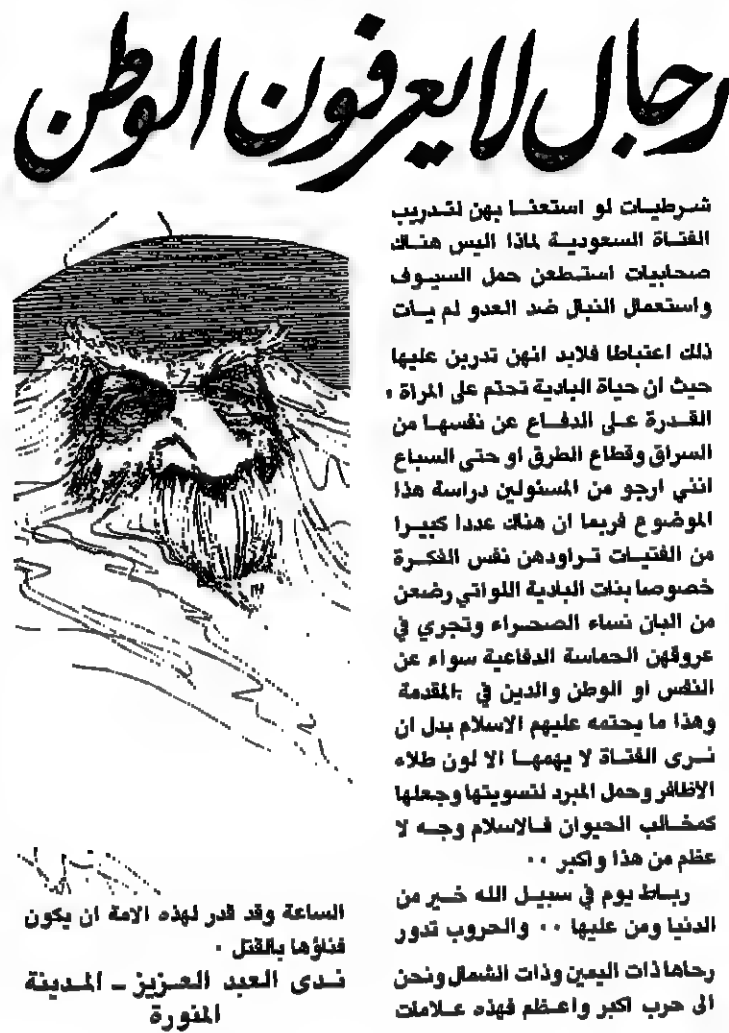 رجال لا يعرفون الوطن
شرطيات لو استعنا بهن لتدريب
الفتاة السعودية لماذا اليس هناك
صحابيات استطعن حمل السيوف
واستعمال النبال ضد العدو لم يات
ذلك اعتباطا فلابد انهن تدربن عليها
حيث ان حياة البادية تحتم على المراة ،
القدرة على الدفاع عن نفسها من
السراق وقطاع الطرق او حتى السباع
انني ارجو من المسئولين دراسة هذا
الموضوع فربما ان هناك عددا كبيرا
من الفتيات تراودهن نفس الفكرة
خصوصا بنات البادية اللواتي رضعن
من البان نساء الصحراء وتجري في
عروقهن الحماسة الدفاعية سواء عن
النفس او الوطن والدين في المقدمة
وهذا ما يحتمه عليهم الاسلام بدل ان
نرى الفتاة لا يهمها الا لون طلاء
الاظافر وحمل المبرد لتسويتها وجعلها
كمخالب الحيوان فالاسلام وجه لا
عظم من هذا واكبر ..
رباط يوم في سبيل الله خير من
الدنيا ومن عليها .. والحروب تدور
رحاها ذات اليمين وذات الشمال ونحن
الى حرب اكبر واعظم فهذه علامات
الساعة وقد قدر لهذه الامة ان يكون
فناؤها بالقتل .
ندى العبد العزيز - المدينة
المنورة